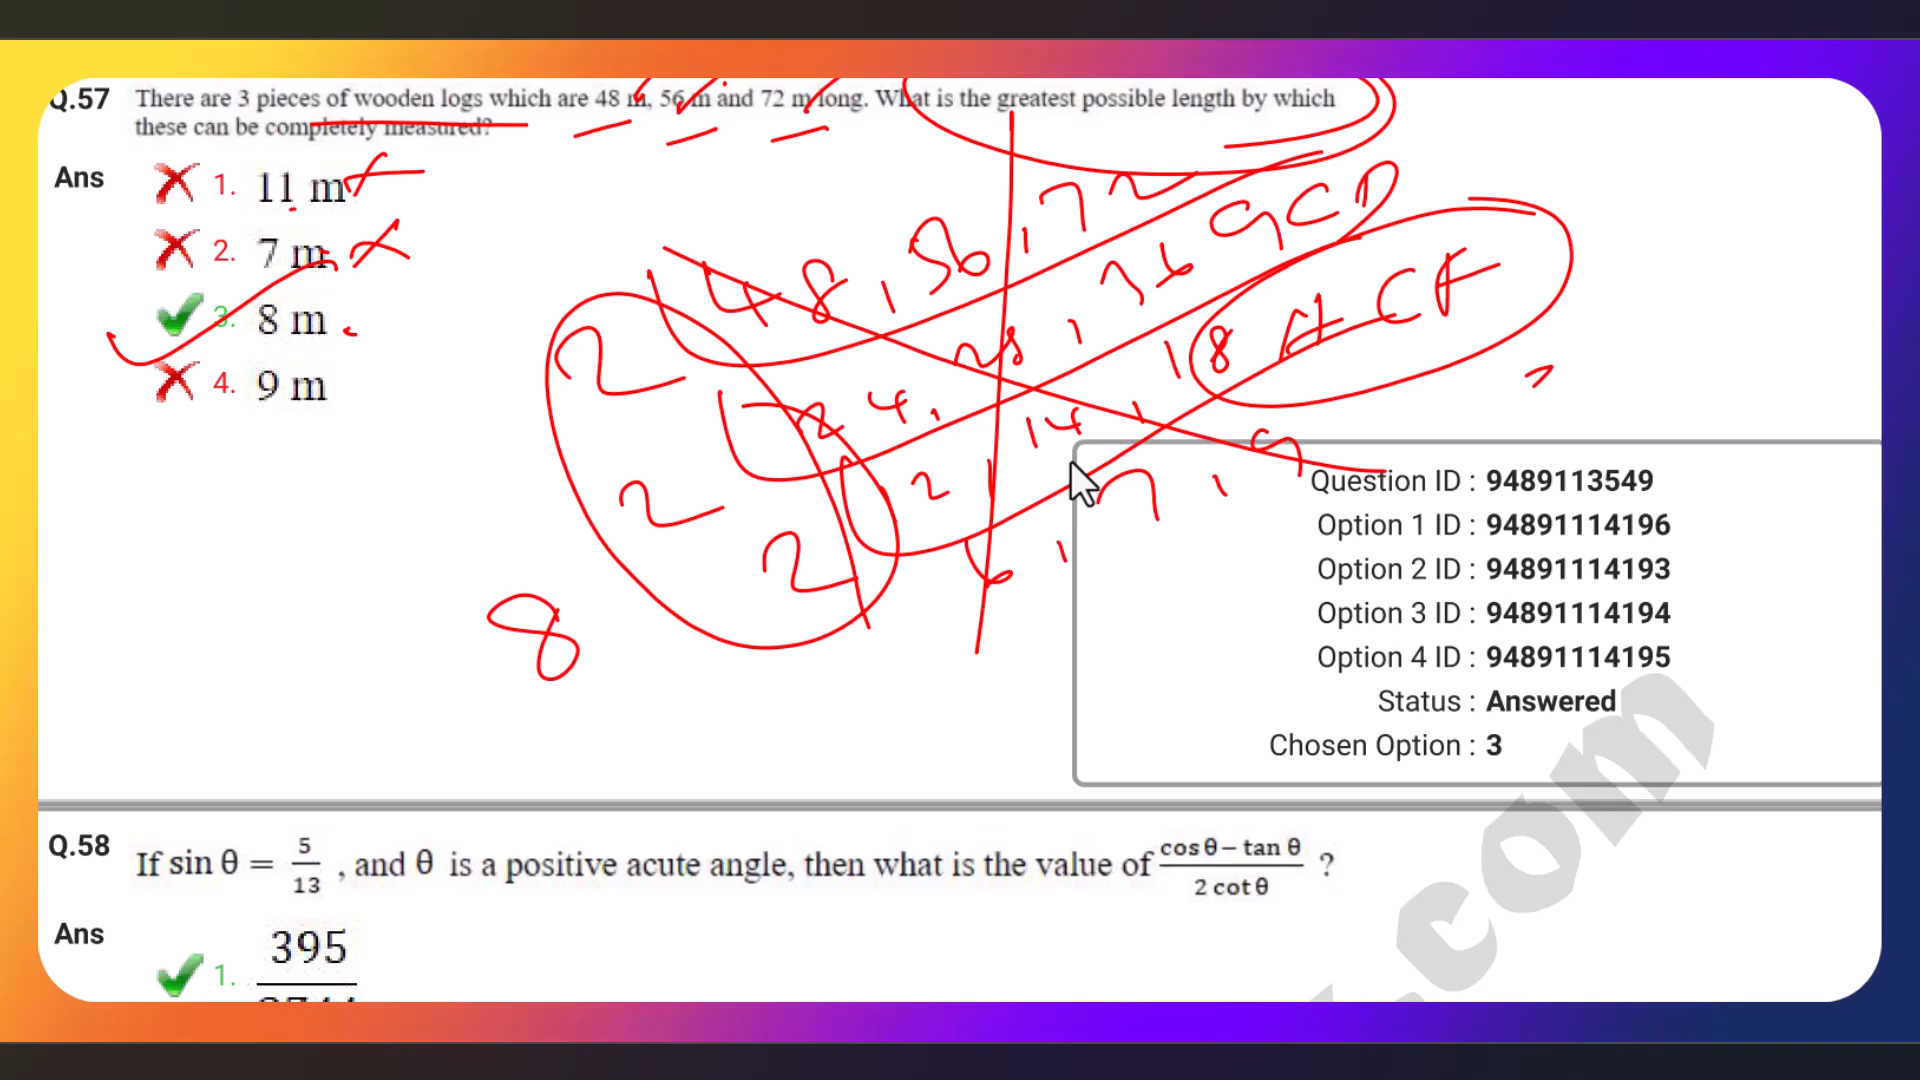 Q.57 There are 3 pieces of wooden logs which are 48 m, 56 m and 72 m long. What is the greatest possible length by which
these can be completely measured?
Ans 1. 11 m
2. 7 m
3. 8 m
4. 9 m
48, 56, 72
GCD
HCF
2 24, 28, 36
2 12, 14, 18
2 6, 7, 9
8
Question ID : 9489113549
Option 1 ID : 94891114196
Option 2 ID : 94891114193
Option 3 ID : 94891114194
Option 4 ID : 94891114195
Status : Answered
Chosen Option : 3
.com
Q.58 If sin θ = 5/13 , and θ is a positive acute angle, then what is the value of cos θ – tan θ / 2 cot θ ?
Ans 1. 395